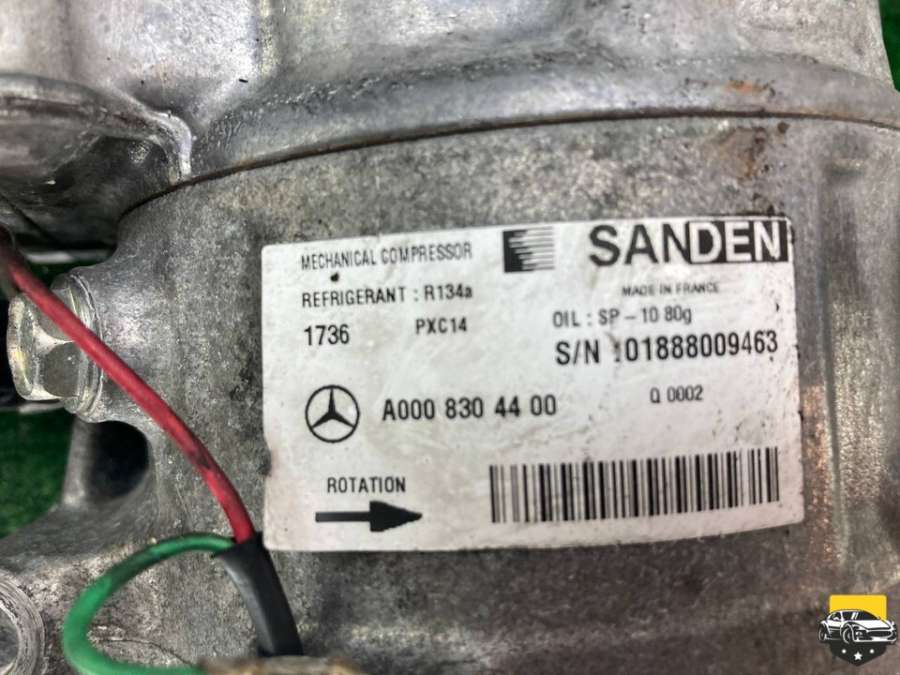 MECHANICAL COMPRESSOR
SANDEN
REFRIGERANT : R134a
MADE IN FRANCE
1736 PXC14
OIL : SP - 10 80g
S/N :01888009463
A000 830 44 00
Q 0002
ROTATION